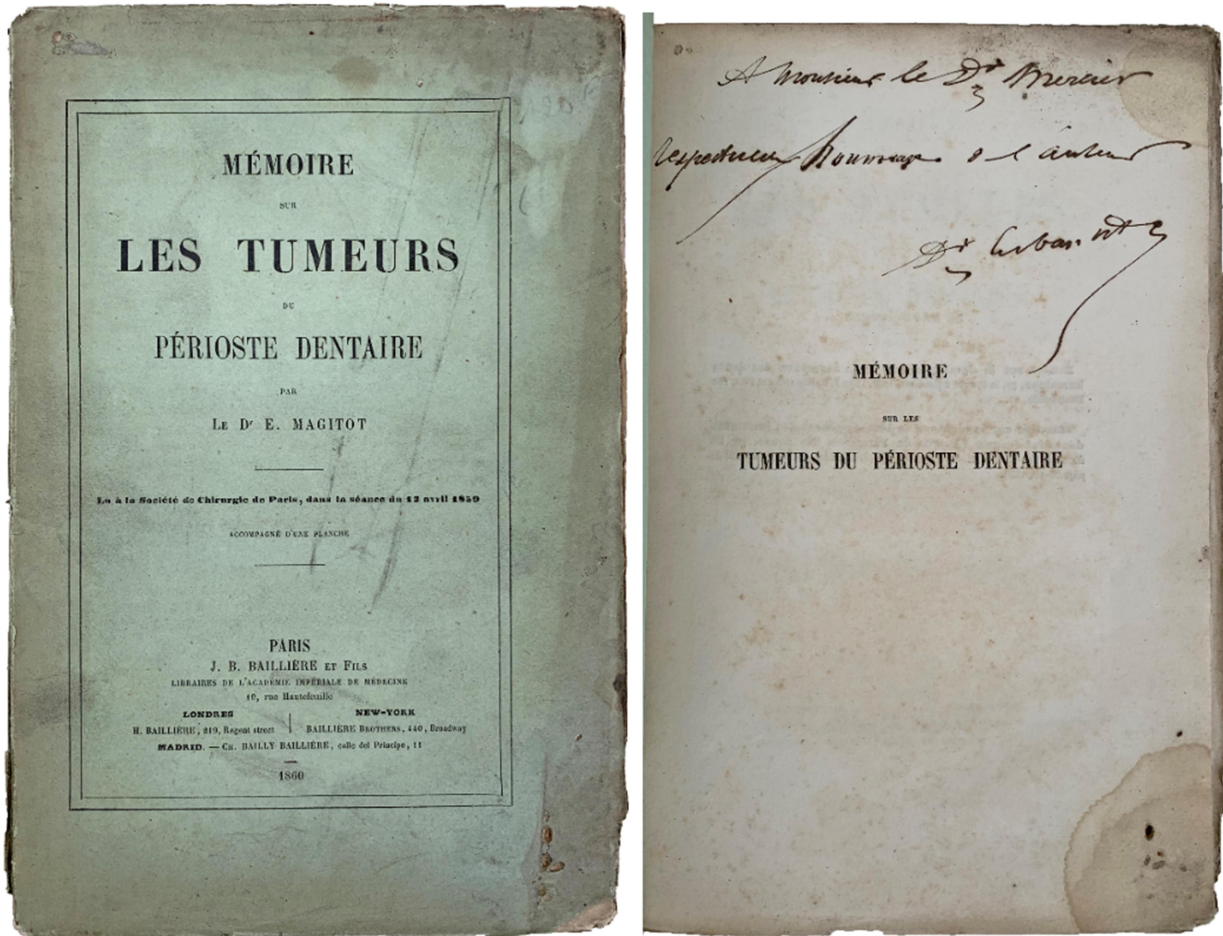 MÉMOIRE
SUR
LES TUMEURS
DU
PÉRIOSTE DENTAIRE
PAR
LE Dr E. MAGITOT
Lu à la Société de Chirurgie de Paris, dans la séance du 12 avril 1859
ACCOMPAGNÉ D'UNE PLANCHE
PARIS
J. B. BAILLIÈRE ET FILS
LIBRAIRES DE L'ACADÉMIE IMPÉRIALE DE MÉDECINE
19, rue Hautefeuille
LONDRES
H. BAILLIÈRE, 219, Regent street
NEW-YORK
BAILLIÈRE BROTHERS, 440, Broadway
MADRID. — CH. BAILLY BAILLIÈRE, calle del Principe, 11
1860
A Monsieur le Dr Mercier
respectueux hommage de l'auteur
Dr
MÉMOIRE
SUR LES
TUMEURS DU PÉRIOSTE DENTAIRE